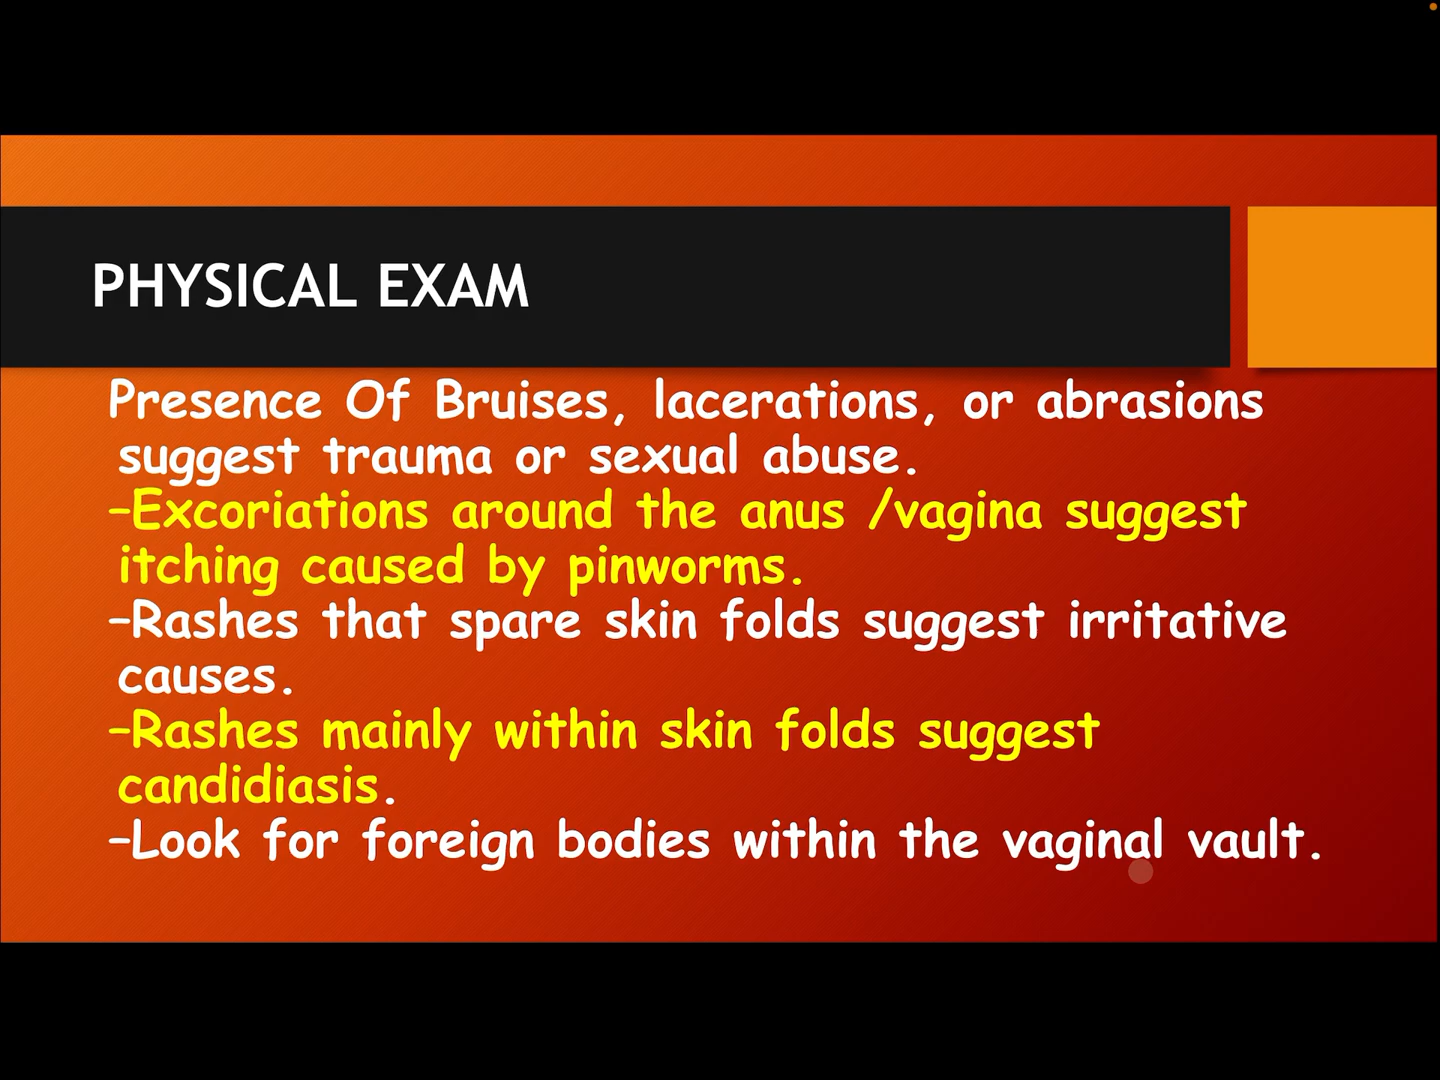 PHYSICAL EXAM
Presence Of Bruises, lacerations, or abrasions
suggest trauma or sexual abuse.
–Excoriations around the anus /vagina suggest
itching caused by pinworms.
–Rashes that spare skin folds suggest irritative
causes.
–Rashes mainly within skin folds suggest
candidiasis.
–Look for foreign bodies within the vaginal vault.